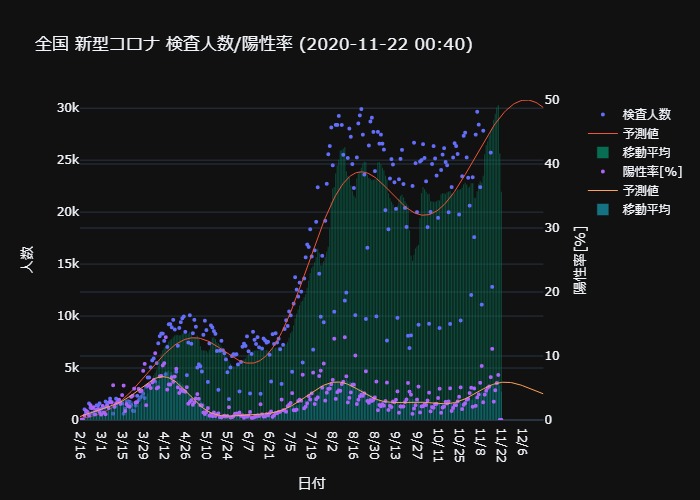 全国 新型コロナ 検査人数/陽性率 (2020-11-22 00:40)
30k
25k
20k
15k
10k
5k
0
人数
50
40
30
20
10
0
陽性率[%]
検査人数
予測値
移動平均
陽性率[%]
予測値
移動平均
2/16
3/1
3/15
3/29
4/12
4/26
5/10
5/24
6/7
6/21
7/5
7/19
8/2
8/16
8/30
9/13
9/27
10/11
10/25
11/8
11/22
12/6
日付